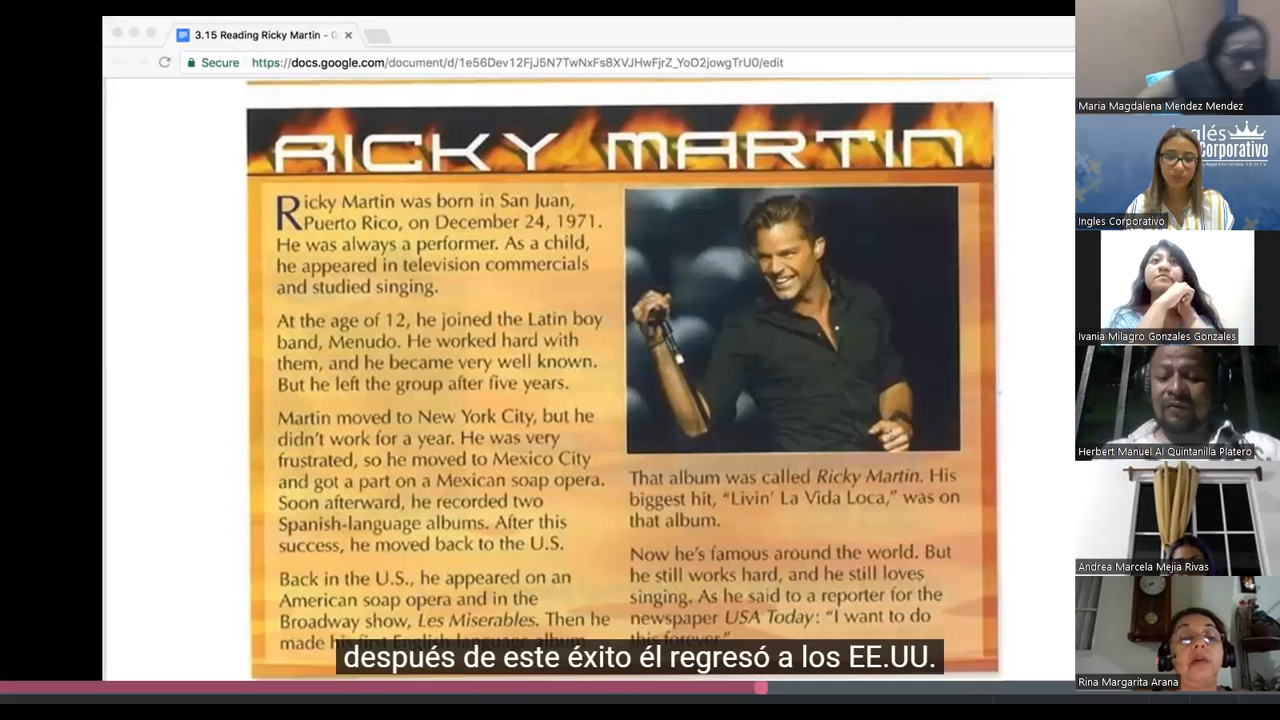 3.15 Reading Ricky Martin - G
Secure https://docs.google.com/document/d/1e56Dev12FjJ5N7TwNxFs8XVJHwFjrZ_YoO2jowgTrU0/edit
RICKY MARTIN
Ricky Martin was born in San Juan,
Puerto Rico, on December 24, 1971.
He was always a performer. As a child,
he appeared in television commercials
and studied singing.
At the age of 12, he joined the Latin boy
band, Menudo. He worked hard with
them, and he became very well known.
But he left the group after five years.
Martin moved to New York City, but he
didn't work for a year. He was very
frustrated, so he moved to Mexico City
and got a part on a Mexican soap opera.
Soon afterward, he recorded two
Spanish-language albums. After this
success, he moved back to the U.S.
Back in the U.S., he appeared on an
American soap opera and in the
Broadway show, Les Miserables. Then he
made his first English-language album.
That album was called Ricky Martin. His
biggest hit, "Livin' La Vida Loca," was on
that album.
Now he's famous around the world. But
he still works hard, and he still loves
singing. As he said to a reporter for the
newspaper USA Today: "I want to do
this forever."
después de este éxito él regresó a los EE.UU.
Maria Magdalena Mendez Mendez
Inglés
Corporativo
Ingles Corporativo
Ivania Milagro Gonzales Gonzales
Herbert Manuel Al Quintanilla Platero
Andrea Marcela Mejia Rivas
Rina Margarita Arana